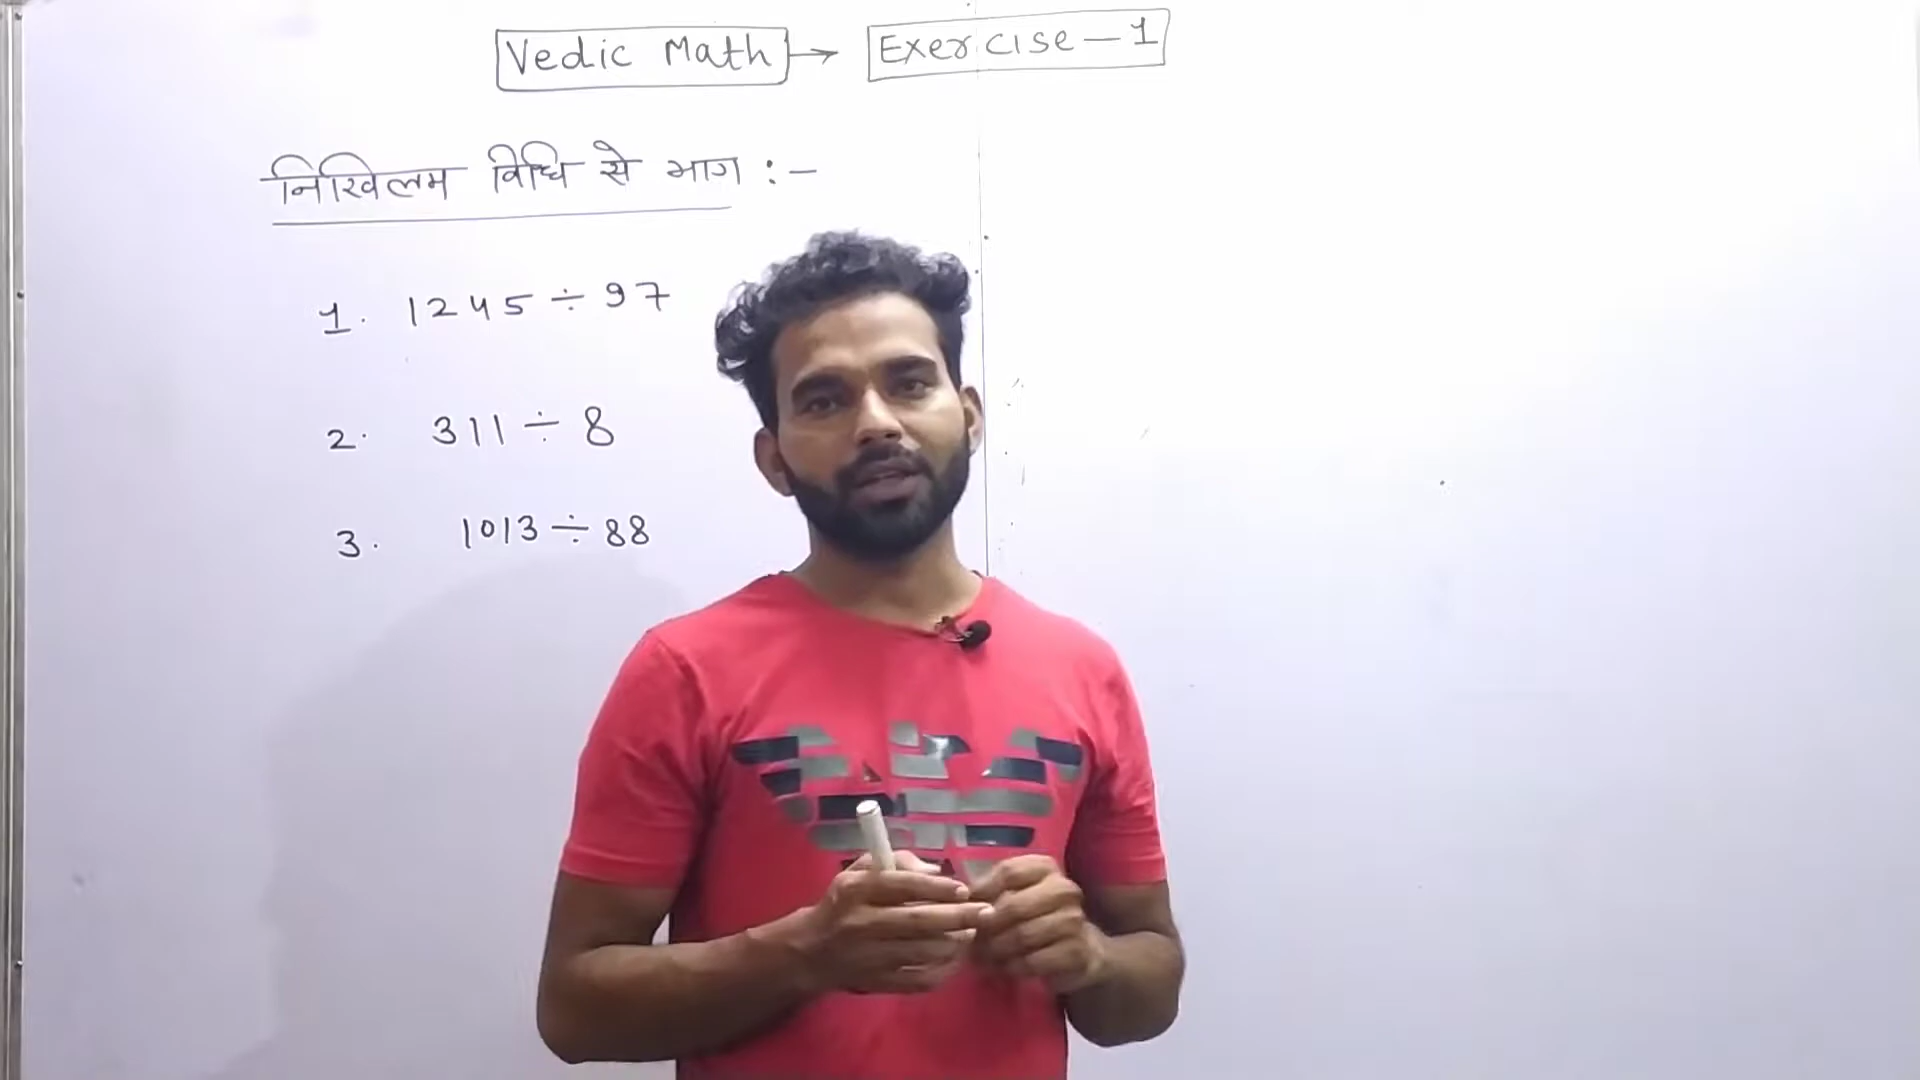 Vedic Math → Exercise - 1
निखिलम विधि से भाग :-
1. 1245 ÷ 97
2. 311 ÷ 8
3. 1013 ÷ 88